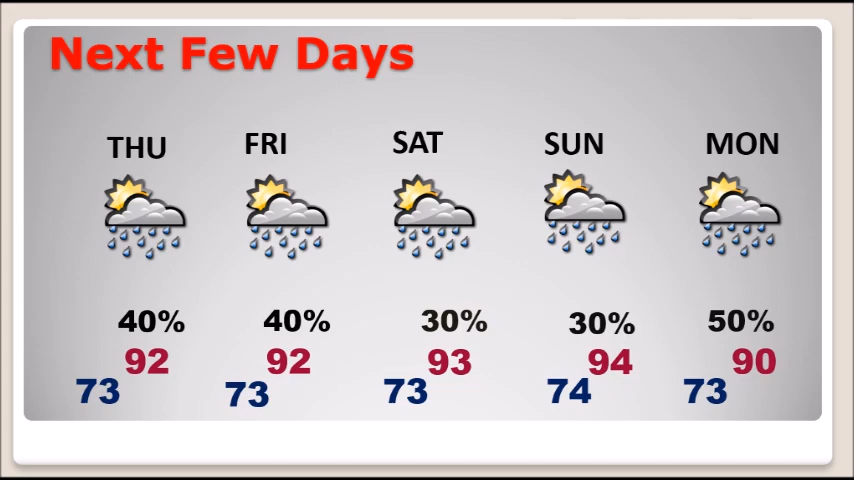 Next Few Days
THU FRI SAT SUN MON
40% 40% 30% 30% 50%
92 92 93 94 90
73 73 73 74 73